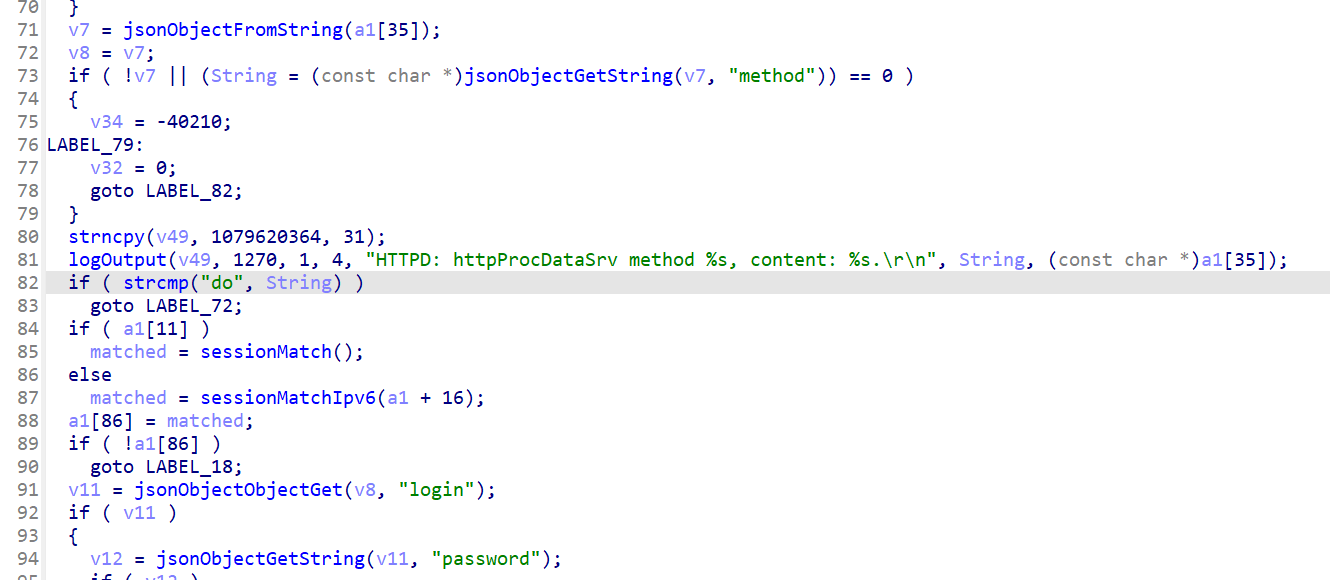 70 }
71 v7 = jsonObjectFromString(a1[35]);
72 v8 = v7;
73 if ( !v7 || (String = (const char *)jsonObjectGetString(v7, "method")) == 0 )
74 {
75 v34 = -40210;
76 LABEL_79:
77 v32 = 0;
78 goto LABEL_82;
79 }
80 strncpy(v49, 1079620364, 31);
81 logOutput(v49, 1270, 1, 4, "HTTPD: httpProcDataSrv method %s, content: %s.\r\n", String, (const char *)a1[35]);
82 if ( strcmp("do", String) )
83 goto LABEL_72;
84 if ( a1[11] )
85 matched = sessionMatch();
86 else
87 matched = sessionMatchIpv6(a1 + 16);
88 a1[86] = matched;
89 if ( !a1[86] )
90 goto LABEL_18;
91 v11 = jsonObjectObjectGet(v8, "login");
92 if ( v11 )
93 {
94 v12 = jsonObjectGetString(v11, "password");